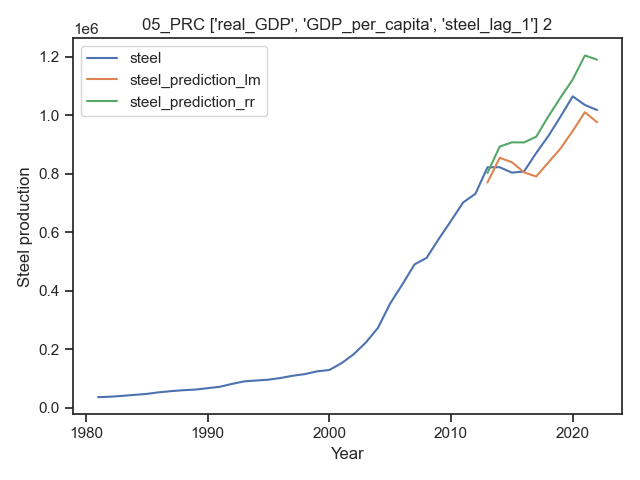 05_PRC ['real_GDP', 'GDP_per_capita', 'steel_lag_1'] 2
1e6
steel
steel_prediction_lm
steel_prediction_rr
1.2
1.0
0.8
0.6
0.4
0.2
0.0
Steel production
1980 1990 2000 2010 2020
Year